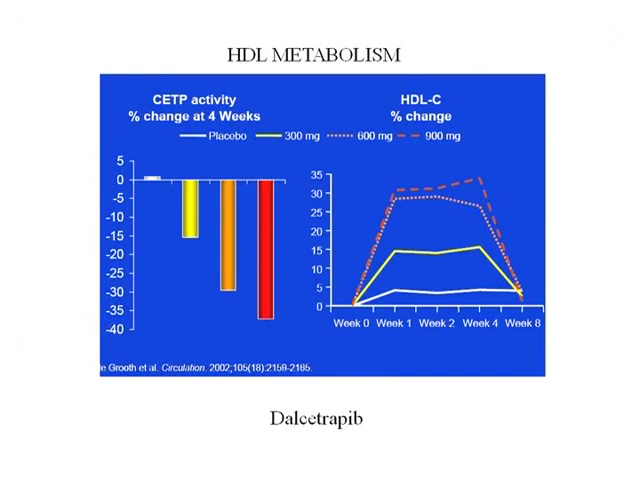 HDL METABOLISM
CETP activity
% change at 4 Weeks
HDL-C
% change
Placebo 300 mg 600 mg 900 mg
5
0
-5
-10
-15
-20
-25
-30
-35
-40
35
30
25
20
15
10
5
0
Week 0 Week 1 Week 2 Week 4 Week 8
e Grooth et al. Circulation. 2002;105(18):2159-2165.
Dalcetrapib